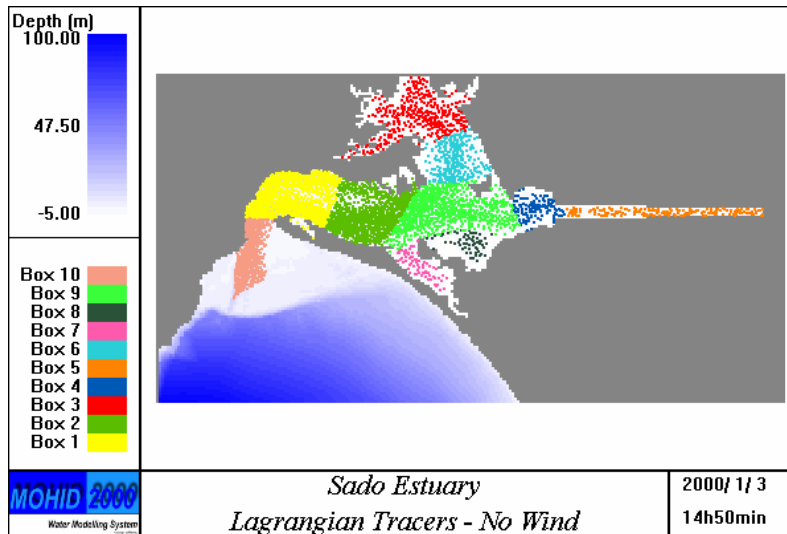 Depth (m)
100.00
47.50
-5.00
Box 10
Box 9
Box 8
Box 7
Box 6
Box 5
Box 4
Box 3
Box 2
Box 1
MOHID 2000
Water Modelling System
Sado Estuary
Lagrangian Tracers - No Wind
2000/ 1/ 3
14h50min